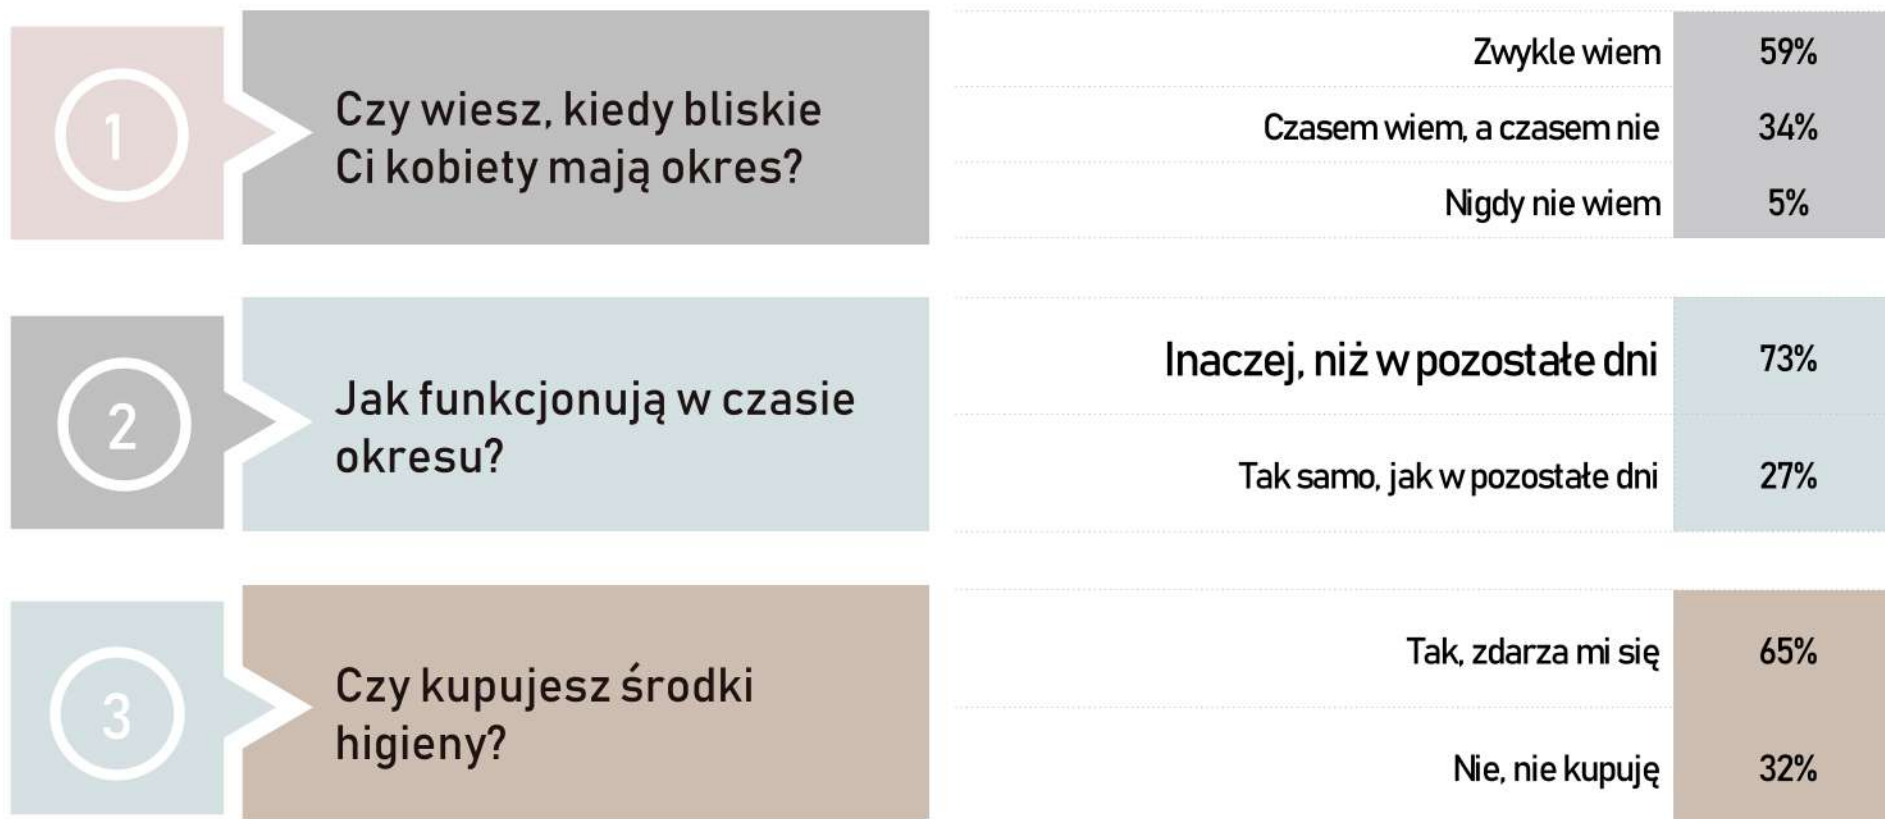 1
Czy wiesz, kiedy bliskie
Ci kobiety mają okres?
Zwykle wiem 59%
Czasem wiem, a czasem nie 34%
Nigdy nie wiem 5%
2
Jak funkcjonują w czasie
okresu?
Inaczej, niż w pozostałe dni 73%
Tak samo, jak w pozostałe dni 27%
3
Czy kupujesz środki
higieny?
Tak, zdarza mi się 65%
Nie, nie kupuję 32%